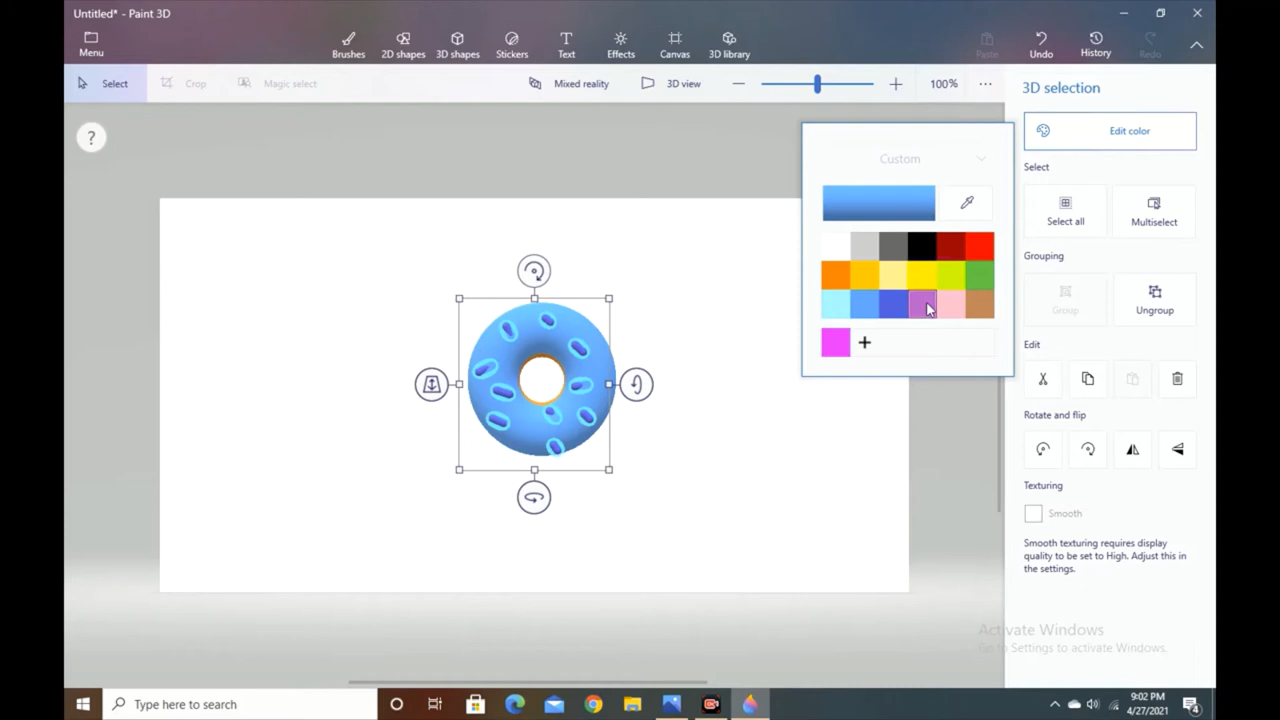 Untitled* - Paint 3D
Menu
Brushes
2D shapes
3D shapes
Stickers
Text
Effects
Canvas
3D library
Paste
Undo
History
Redo
Select
Crop
Magic select
Mixed reality
3D view
100%
3D selection
?
Edit color
Custom
Select
Select all
Multiselect
Grouping
Group
Ungroup
Edit
Rotate and flip
Texturing
Smooth
Smooth texturing requires display
quality to be set to High. Adjust this in
the settings.
Activate Windows
Go to Settings to activate Windows.
Type here to search
9:02 PM
4/27/2021
4